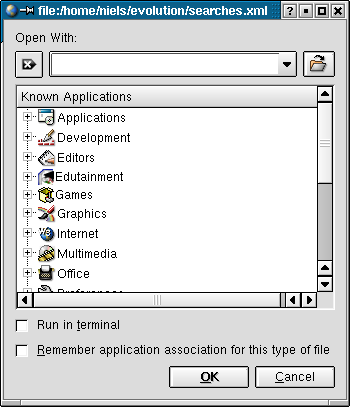 file:/home/niels/evolution/searches.xml
Open With:
Known Applications
Applications
Development
Editors
Edutainment
Games
Graphics
Internet
Multimedia
Office
Run in terminal
Remember application association for this type of file
OK
Cancel